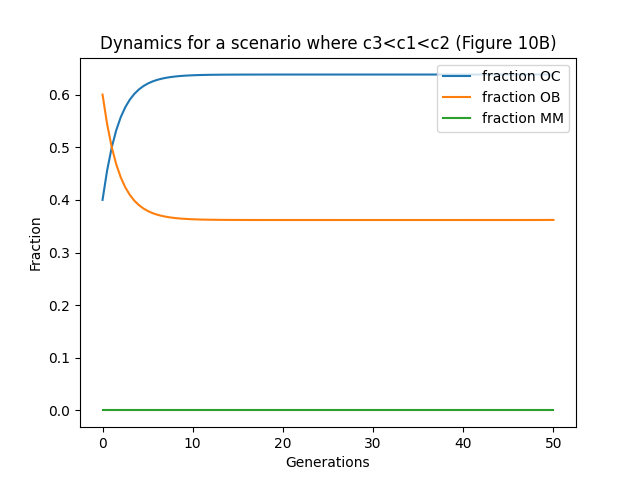 Dynamics for a scenario where c3<c1<c2 (Figure 10B)
fraction OC
fraction OB
fraction MM
Fraction
0.6
0.5
0.4
0.3
0.2
0.1
0.0
0 10 20 30 40 50
Generations